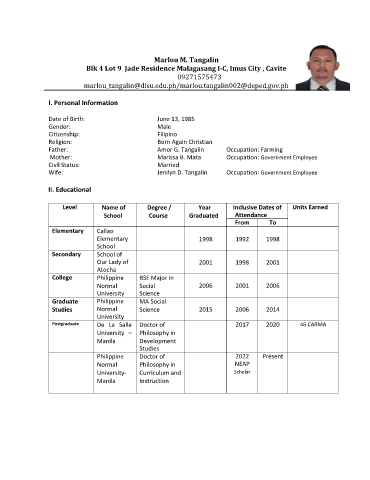 Marlou M. Tangalin
Blk 4 Lot 9 Jade Residence Malagasang I-C, Imus City , Cavite
09271575473
marlou_tangalin@dlsu.edu.ph/marlou.tangalin002@deped.gov.ph
I. Personal Information
Date of Birth: June 13, 1985
Gender: Male
Citizenship: Filipino
Religion: Born Again Christian
Father: Amor G. Tangalin Occupation: Farming
Mother: Marissa B. Mata Occupation: Government Employee
Civil Status: Married
Wife: Jenilyn D. Tangalin Occupation: Government Employee
II. Educational
Level Name of School Degree / Course Year Graduated Inclusive Dates of Attendance Units Earned
From To
Elementary Callao Elementary School 1998 1992 1998
Secondary School of Our Lady of Atocha 2001 1998 2001
College Philippine Normal University BSE Major in Social Science 2006 2001 2006
Graduate Studies Philippine Normal University MA Social Science 2015 2006 2014
Postgraduate De La Salle University – Manila Doctor of Philosophy in Development Studies 2017 2020 46 CARMA
Philippine Normal University- Manila Doctor of Philosophy in Curriculum and Instruction 2022 NEAP Scholar Present